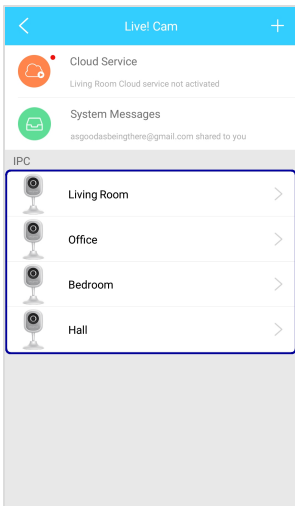 Live! Cam
Cloud Service
Living Room Cloud service not activated
System Messages
asgoodasbeingthere@gmail.com shared to you
IPC
Living Room
Office
Bedroom
Hall